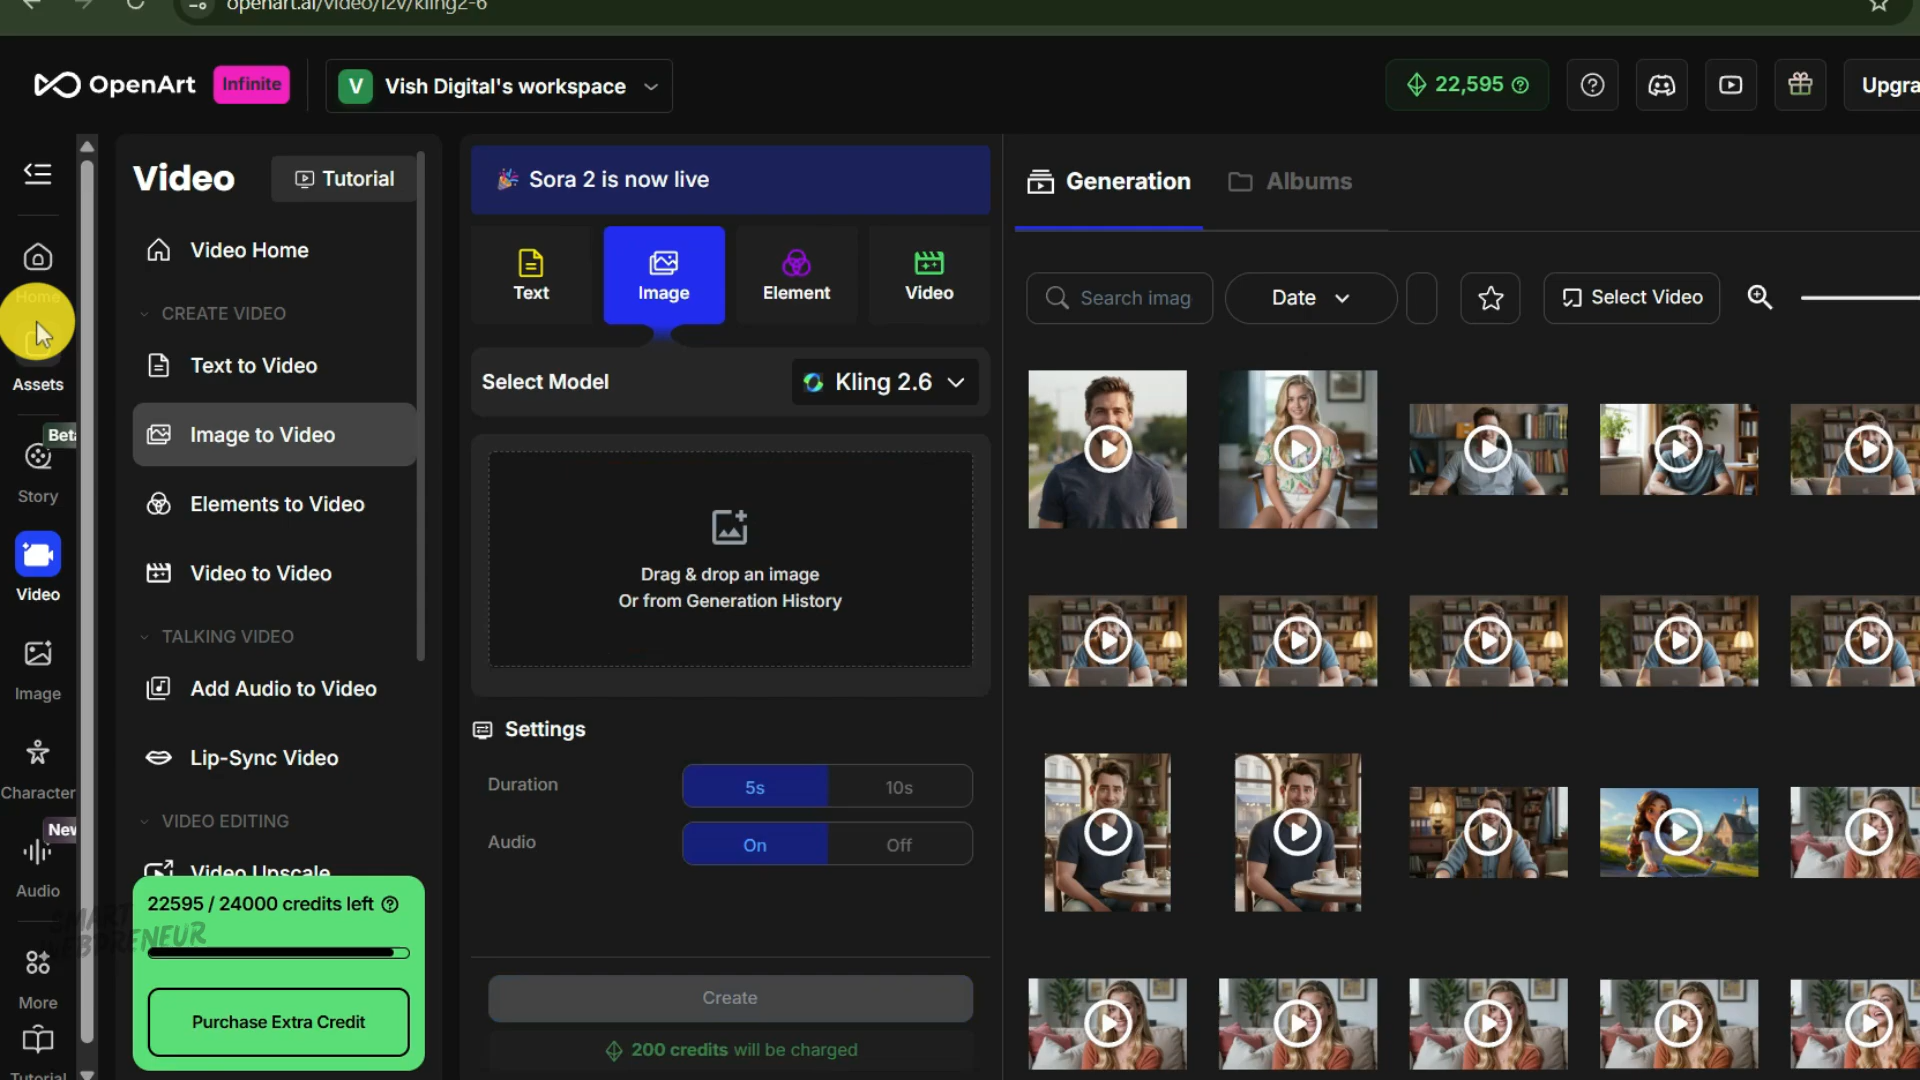 openart.ai/video/i2v/kling2-6
OpenArt
Infinite
V
Vish Digital's workspace
22,595
Upgra
Home
Assets
Beta
Story
Video
Image
Character
New
Audio
More
Tutorial
Video
Tutorial
Video Home
CREATE VIDEO
Text to Video
Image to Video
Elements to Video
Video to Video
TALKING VIDEO
Add Audio to Video
Lip-Sync Video
VIDEO EDITING
Video Upscale
22595 / 24000 credits left
Purchase Extra Credit
SMART
WEBPRENEUR
Sora 2 is now live
Text
Image
Element
Video
Select Model
Kling 2.6
Drag & drop an image
Or from Generation History
Settings
Duration
5s
10s
Audio
On
Off
Create
200 credits will be charged
Generation
Albums
Search imag
Date
Select Video